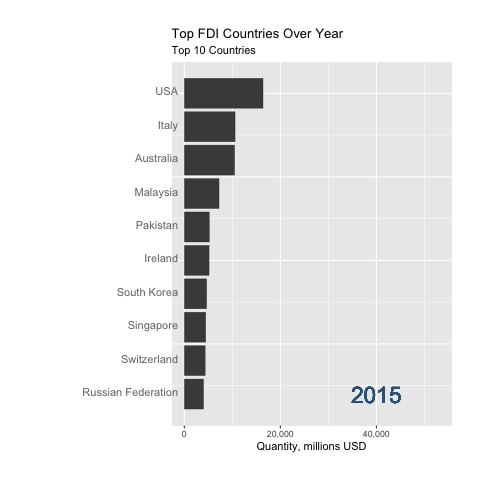 Top FDI Countries Over Year
Top 10 Countries
USA
Italy
Australia
Malaysia
Pakistan
Ireland
South Korea
Singapore
Switzerland
Russian Federation
2015
0 20,000 40,000
Quantity, millions USD